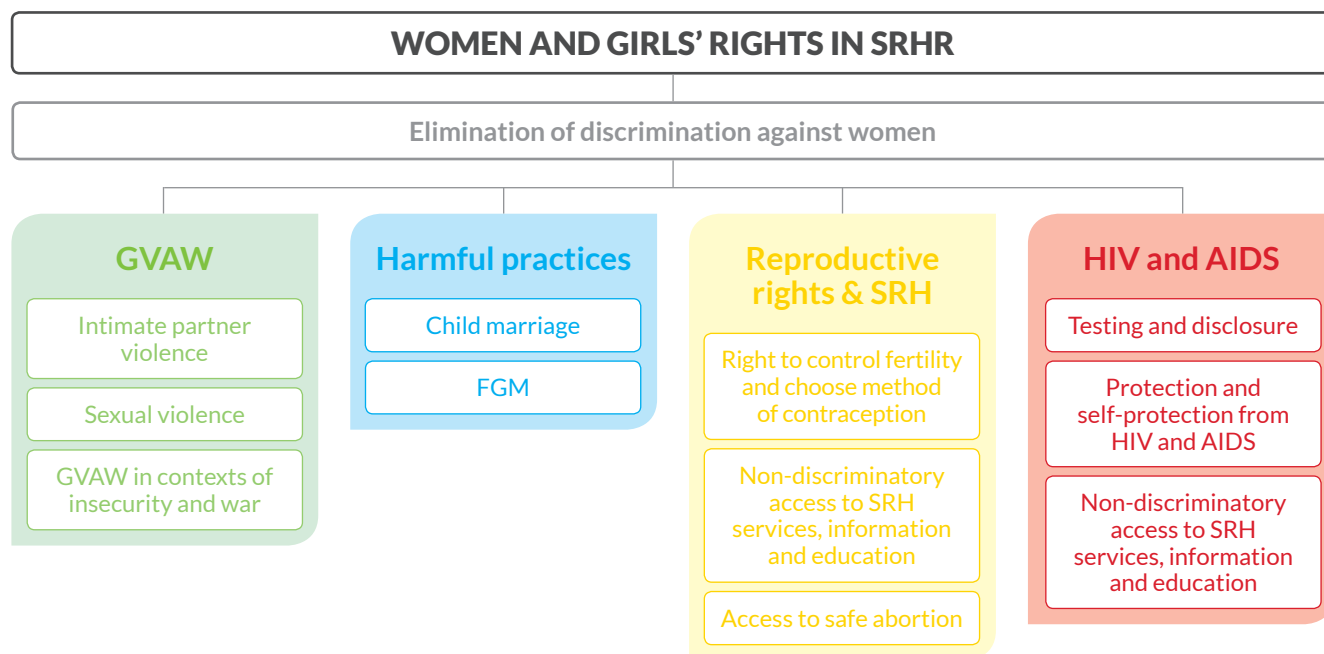 WOMEN AND GIRLS’ RIGHTS IN SRHR
Elimination of discrimination against women
GVAW
Intimate partner
violence
Sexual violence
GVAW in contexts of
insecurity and war
Harmful practices
Child marriage
FGM
Reproductive
rights & SRH
Right to control fertility
and choose method
of contraception
Non-discriminatory
access to SRH
services, information
and education
Access to safe abortion
HIV and AIDS
Testing and disclosure
Protection and
self-protection from
HIV and AIDS
Non-discriminatory
access to SRH
services, information
and education